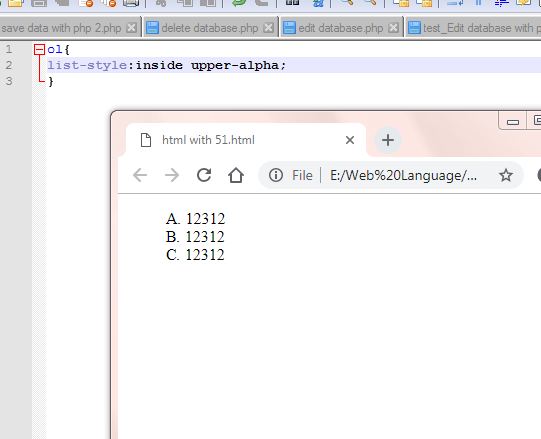 save data with php 2.php delete database.php edit database.php test_Edit database with p
1 ol{
2 list-style:inside upper-alpha;
3 }
html with 51.html
File E:/Web%20Language/...
A. 12312
B. 12312
C. 12312